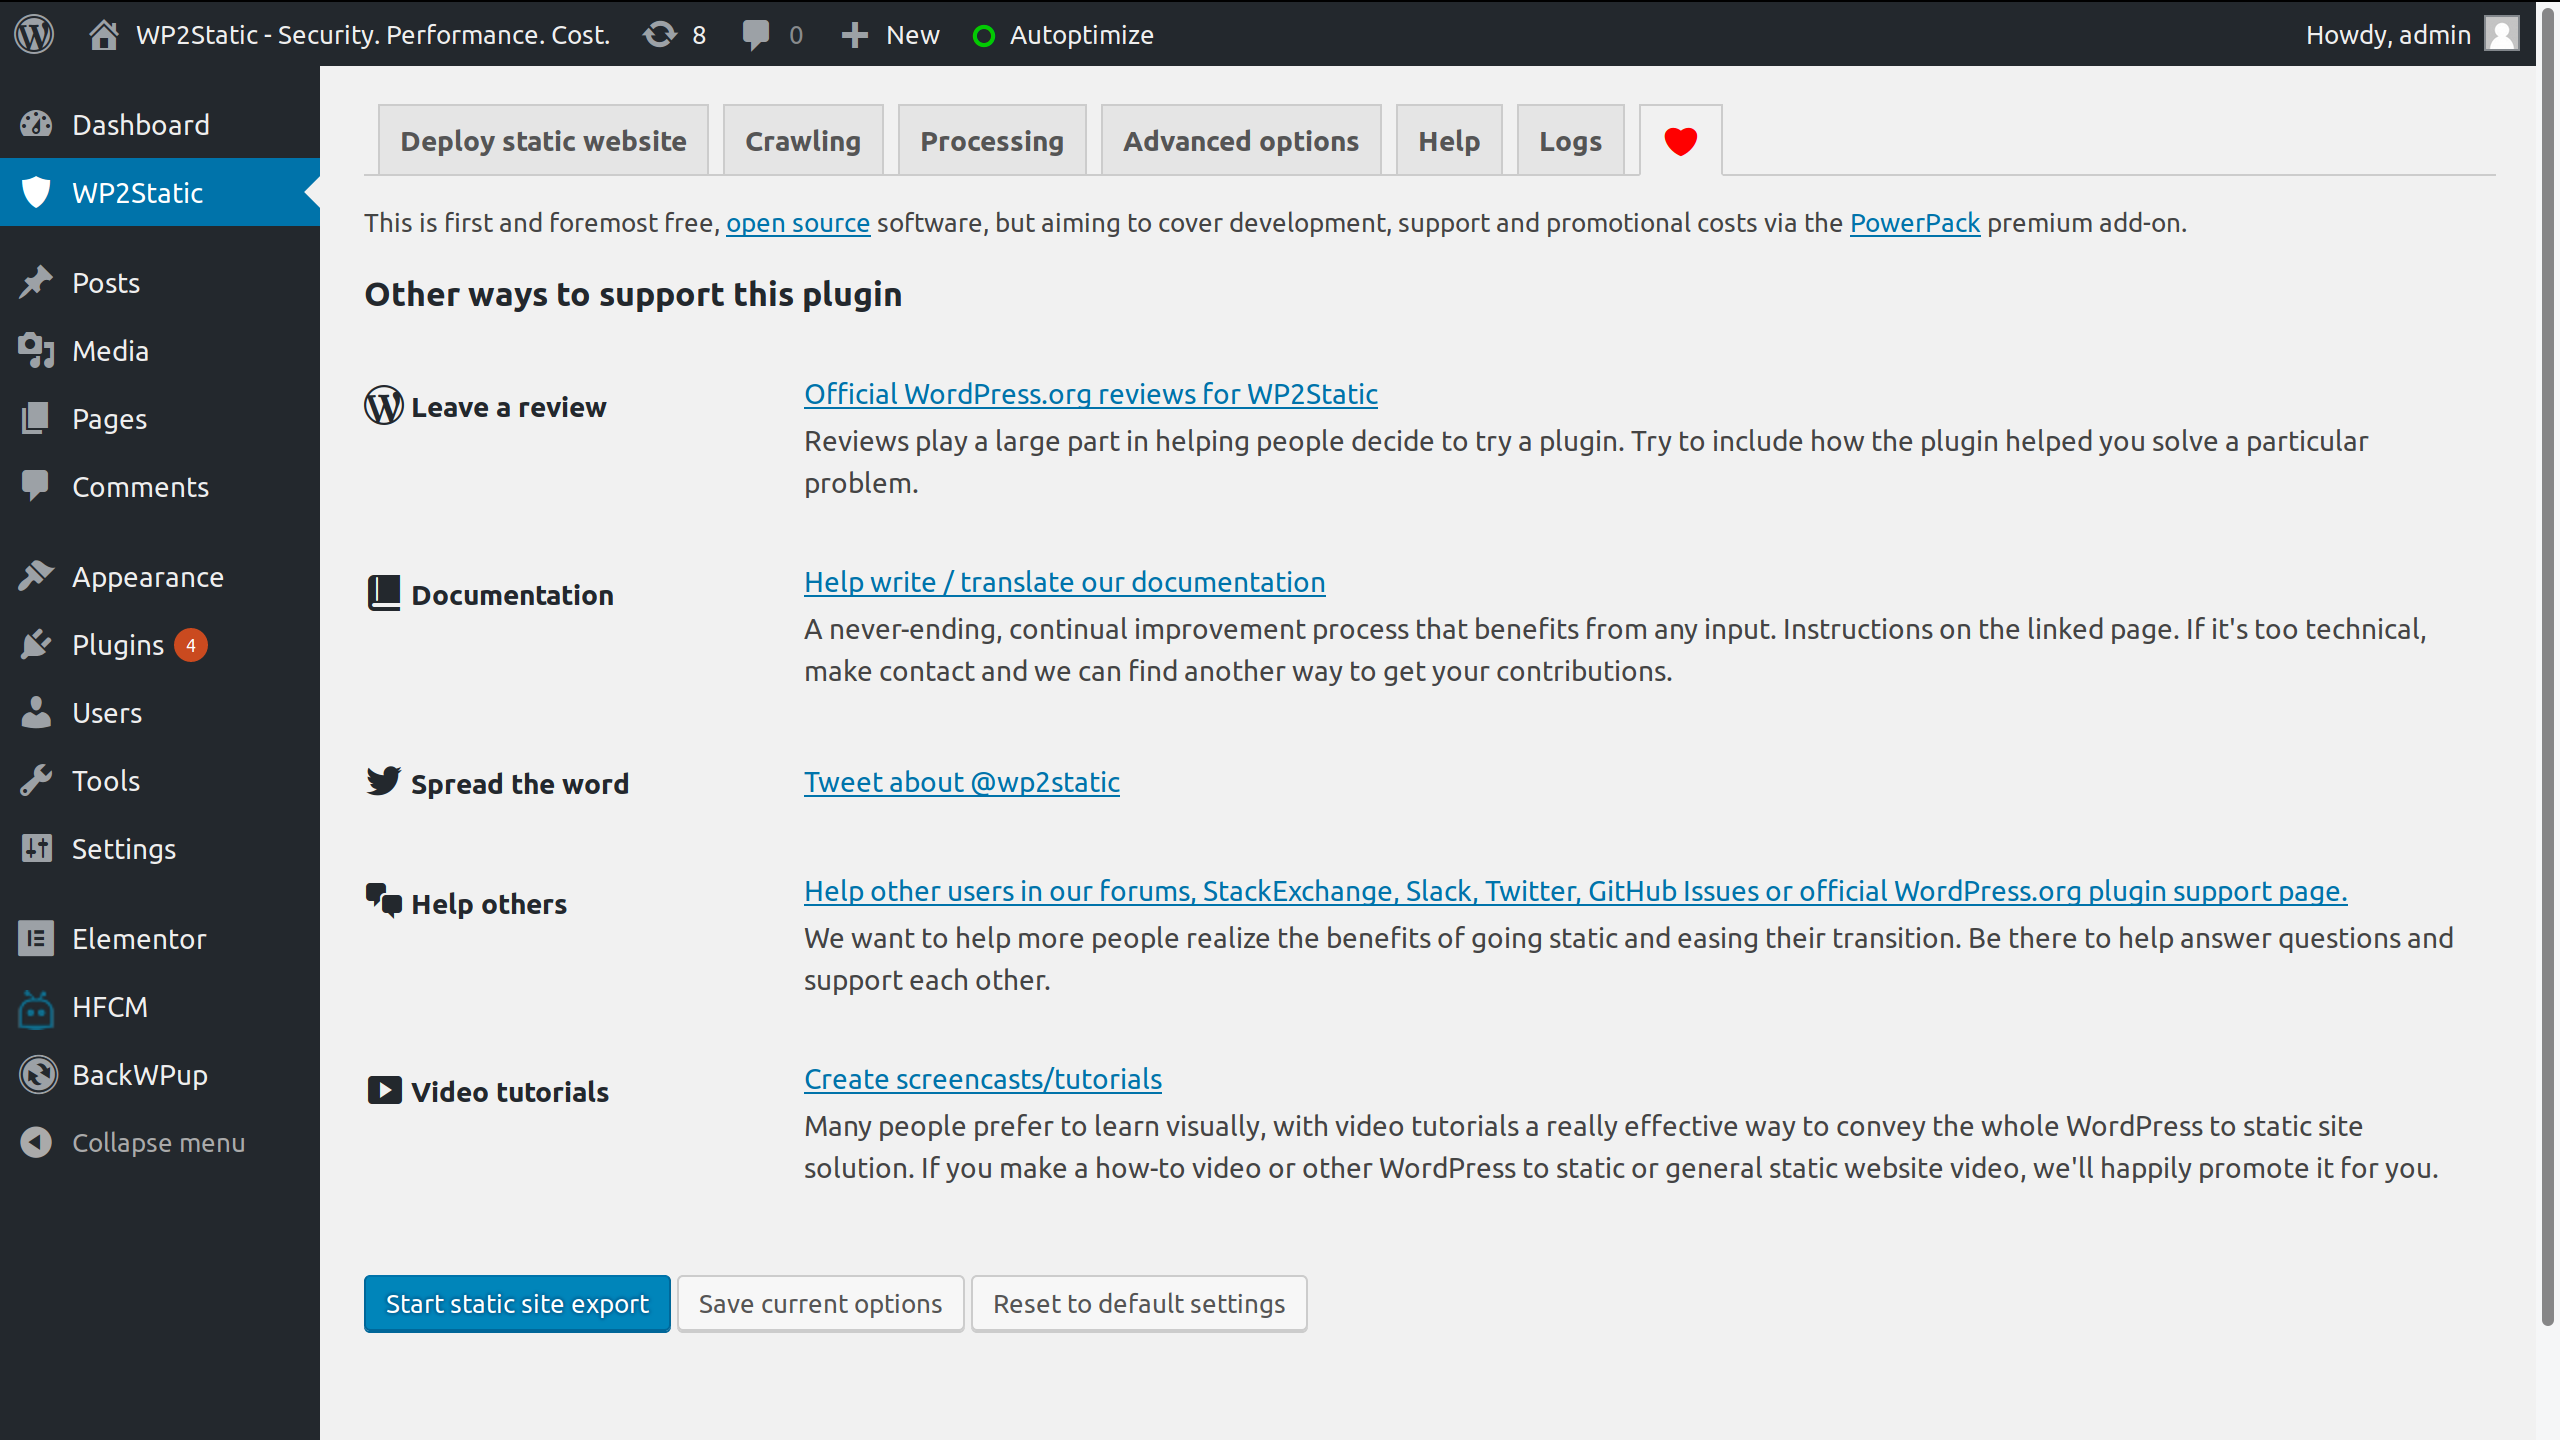 WP2Static - Security. Performance. Cost. 8 0 New Autoptimize Howdy, admin
Dashboard
WP2Static
Posts
Media
Pages
Comments
Appearance
Plugins 4
Users
Tools
Settings
Elementor
HFCM
BackWPup
Collapse menu
Deploy static website Crawling Processing Advanced options Help Logs
This is first and foremost free, open source software, but aiming to cover development, support and promotional costs via the PowerPack premium add-on.
Other ways to support this plugin
Leave a review
Official WordPress.org reviews for WP2Static
Reviews play a large part in helping people decide to try a plugin. Try to include how the plugin helped you solve a particular
problem.
Documentation
Help write / translate our documentation
A never-ending, continual improvement process that benefits from any input. Instructions on the linked page. If it's too technical,
make contact and we can find another way to get your contributions.
Spread the word
Tweet about @wp2static
Help others
Help other users in our forums, StackExchange, Slack, Twitter, GitHub Issues or official WordPress.org plugin support page.
We want to help more people realize the benefits of going static and easing their transition. Be there to help answer questions and
support each other.
Video tutorials
Create screencasts/tutorials
Many people prefer to learn visually, with video tutorials a really effective way to convey the whole WordPress to static site
solution. If you make a how-to video or other WordPress to static or general static website video, we'll happily promote it for you.
Start static site export Save current options Reset to default settings